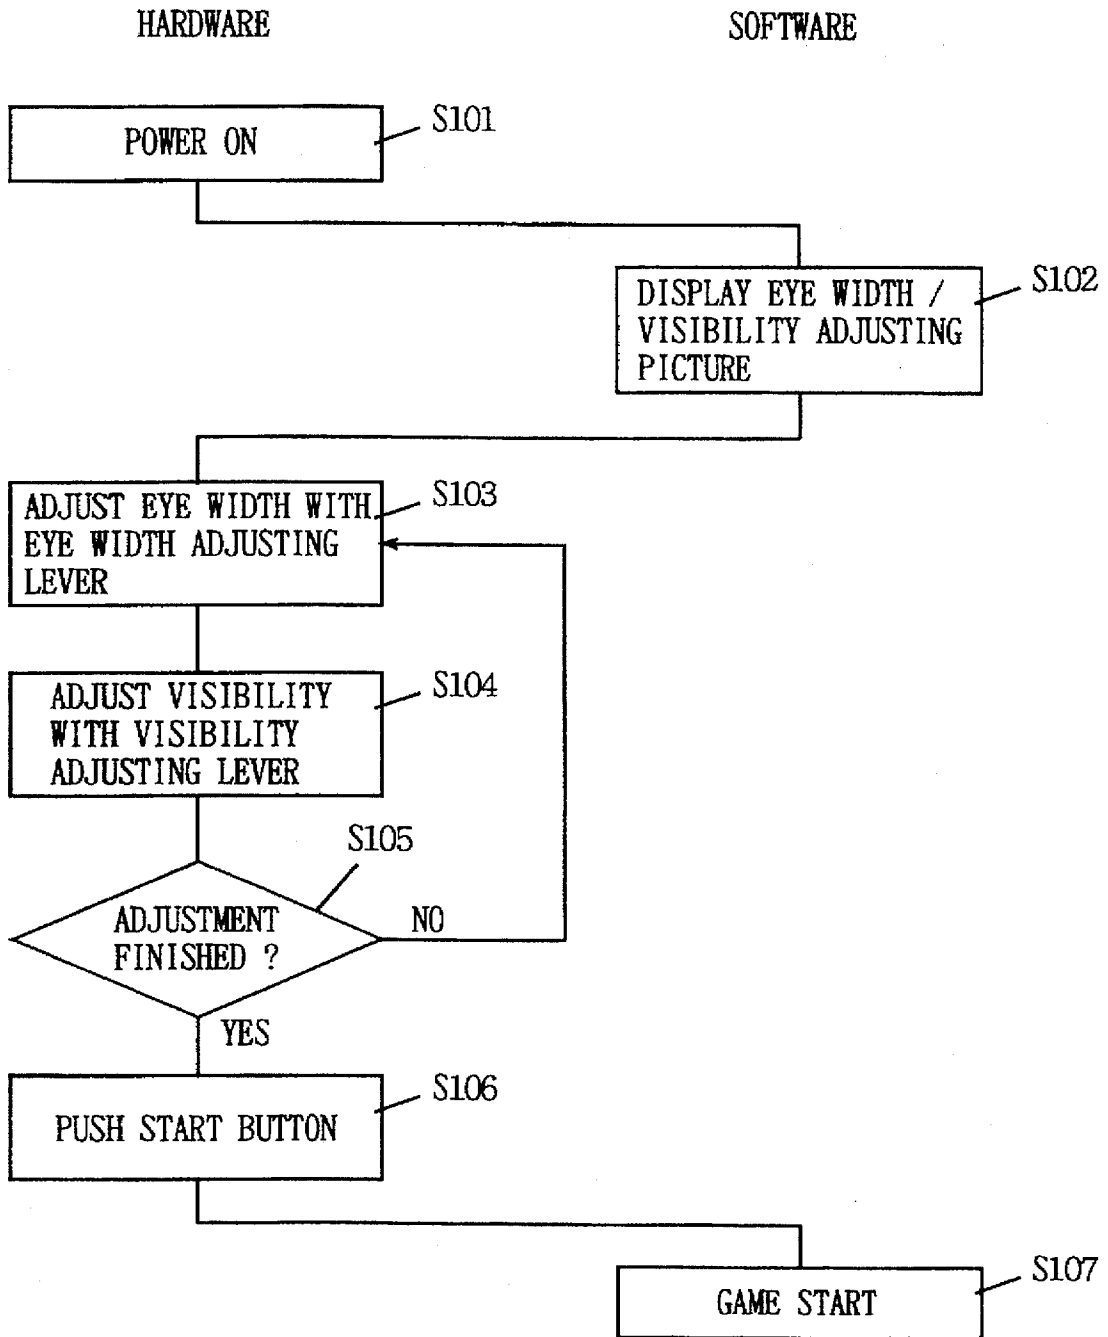 HARDWARE
SOFTWARE
POWER ON
S101
DISPLAY EYE WIDTH /
VISIBILITY ADJUSTING
PICTURE
S102
ADJUST EYE WIDTH WITH
EYE WIDTH ADJUSTING
LEVER
S103
ADJUST VISIBILITY
WITH VISIBILITY
ADJUSTING LEVER
S104
S105
ADJUSTMENT
FINISHED ?
NO
YES
PUSH START BUTTON
S106
GAME START
S107